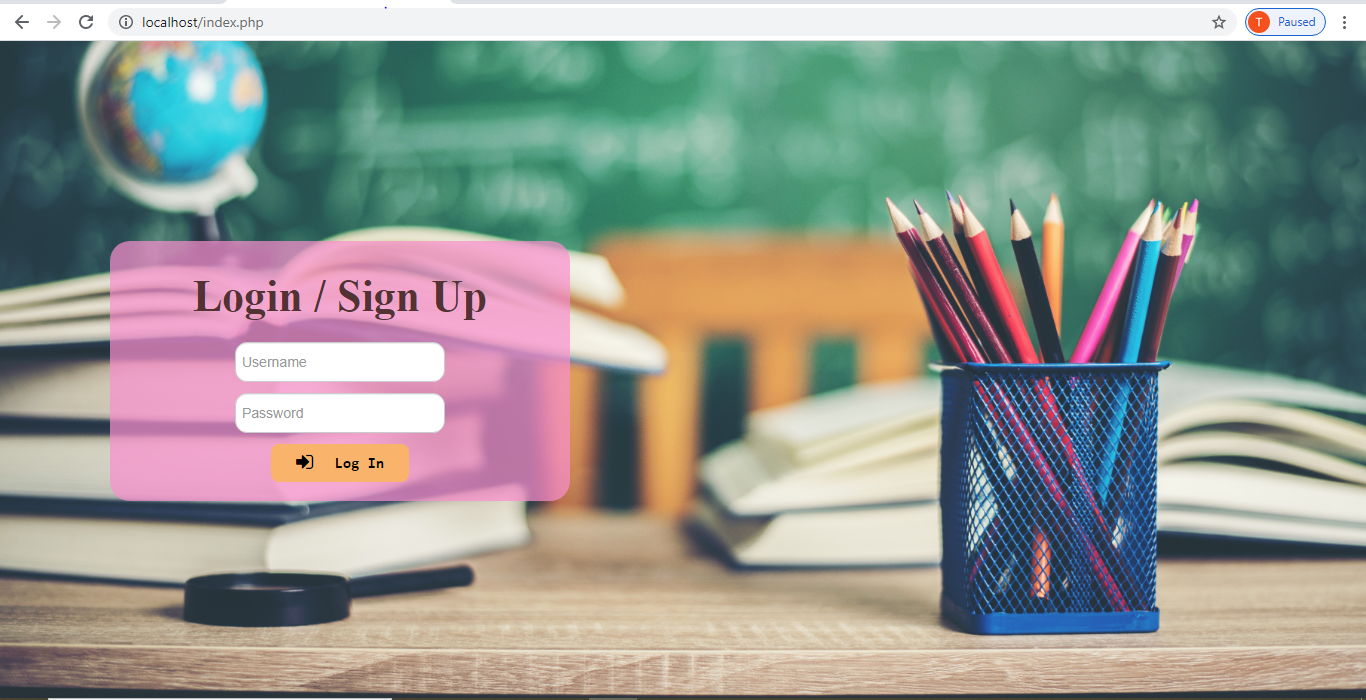 localhost/index.php
T Paused
Login / Sign Up
Username
Password
Log In